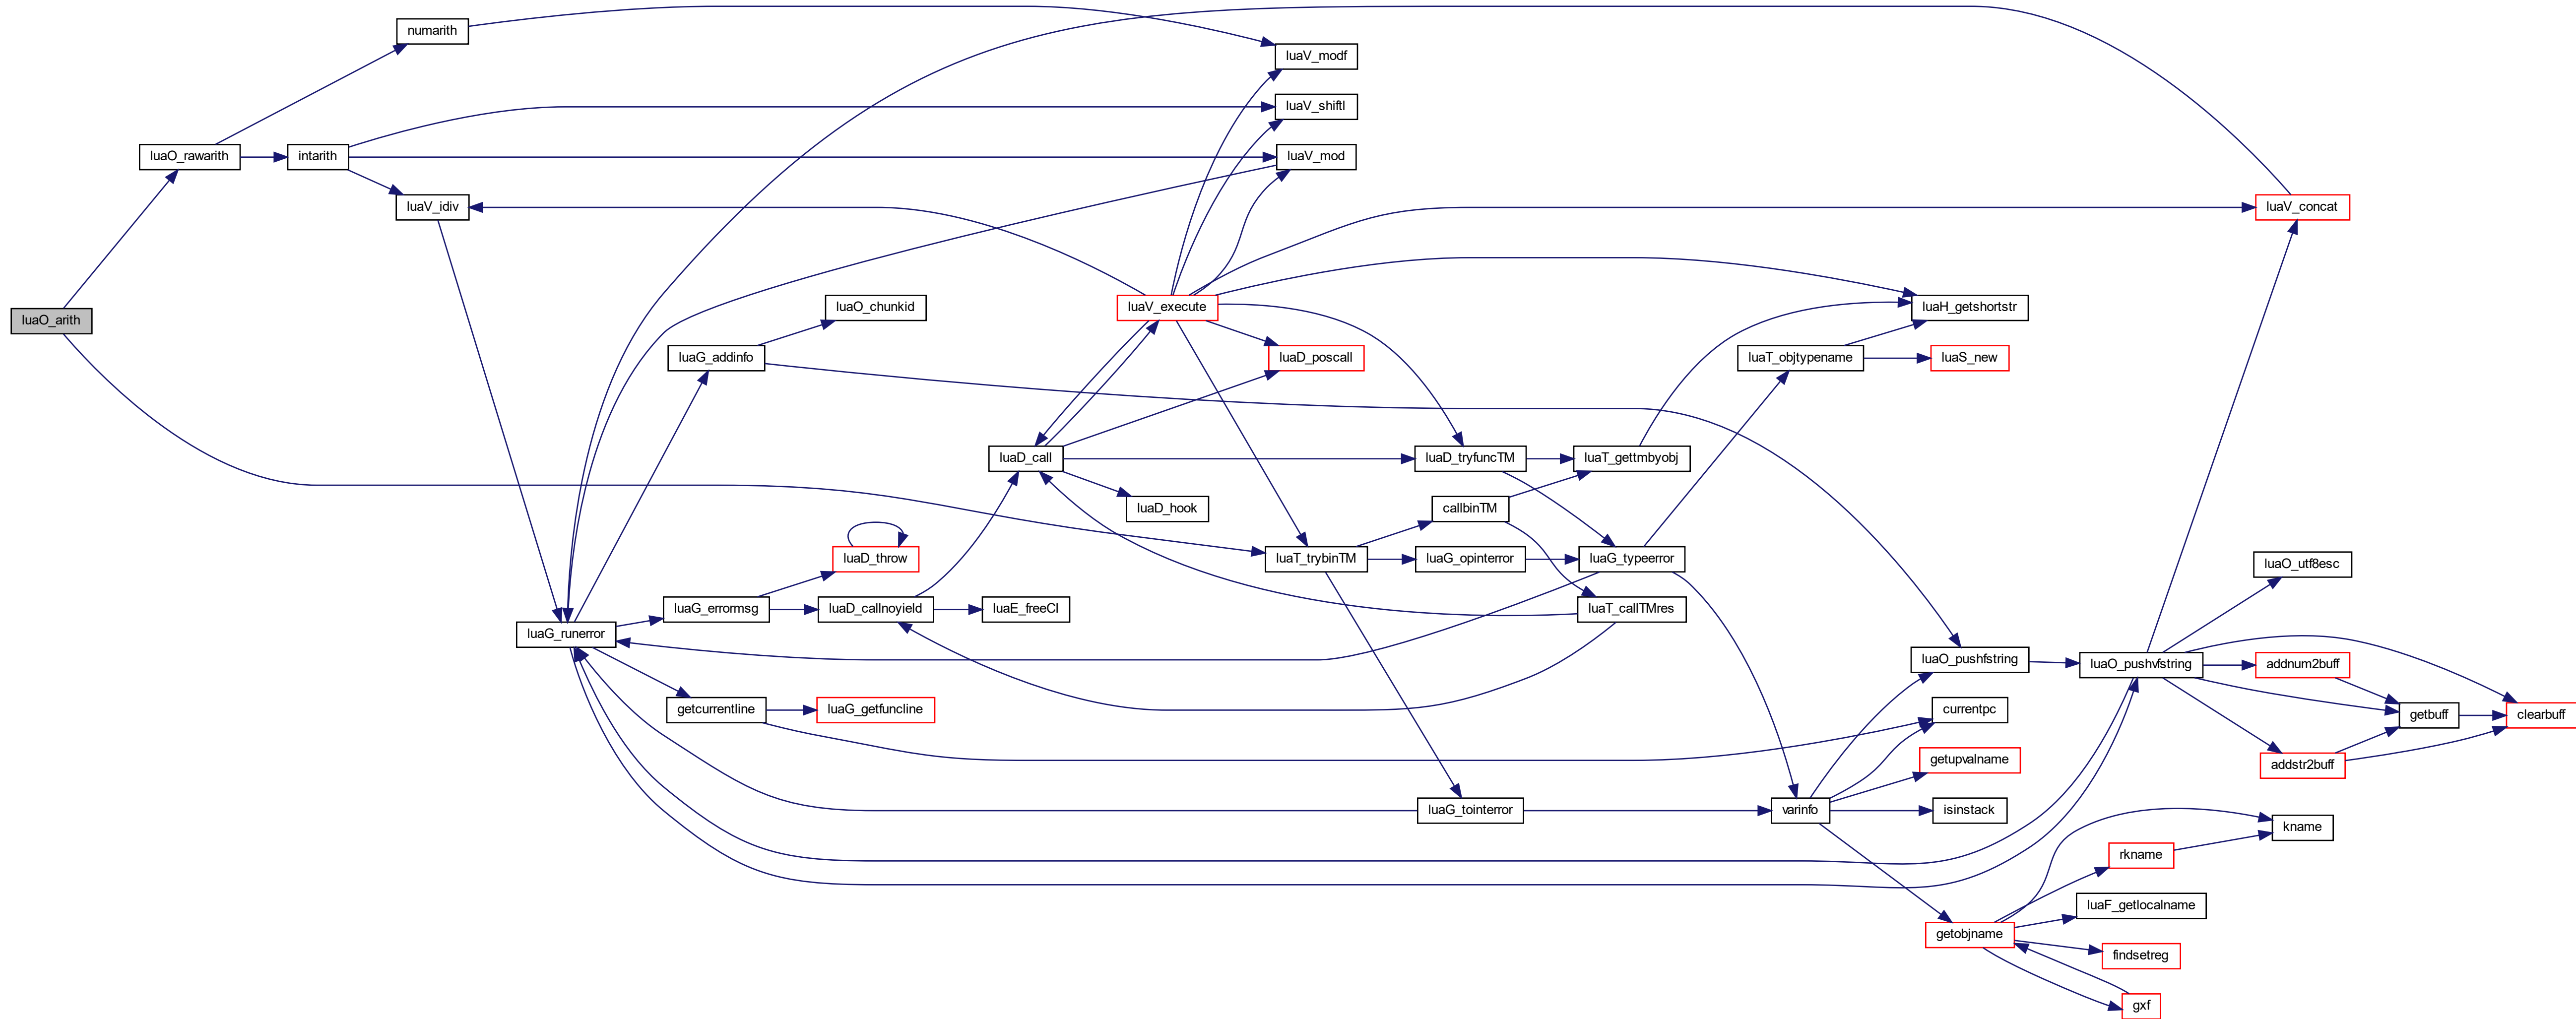 numarith
luaV_modf
luaV_shiftl
luaO_rawarith
intarith
luaV_mod
luaV_idiv
luaV_concat
luaO_arith
luaO_chunkid
luaV_execute
luaH_getshortstr
luaG_addinfo
luaD_poscall
luaT_objtypename
luaS_new
luaD_call
luaD_tryfuncTM
luaT_gettmbyobj
luaD_hook
callbinTM
luaD_throw
luaT_trybinTM
luaG_opinterror
luaG_typeerror
luaO_utf8esc
luaG_errormsg
luaD_callnoyield
luaE_freeCI
luaT_callTMres
luaG_runerror
luaO_pushfstring
luaO_pushvfstring
addnum2buff
getcurrentline
luaG_getfuncline
currentpc
getbuff
clearbuff
getupvalname
addstr2buff
luaG_tointerror
varinfo
isinstack
kname
rkname
luaF_getlocalname
getobjname
findsetreg
gxf